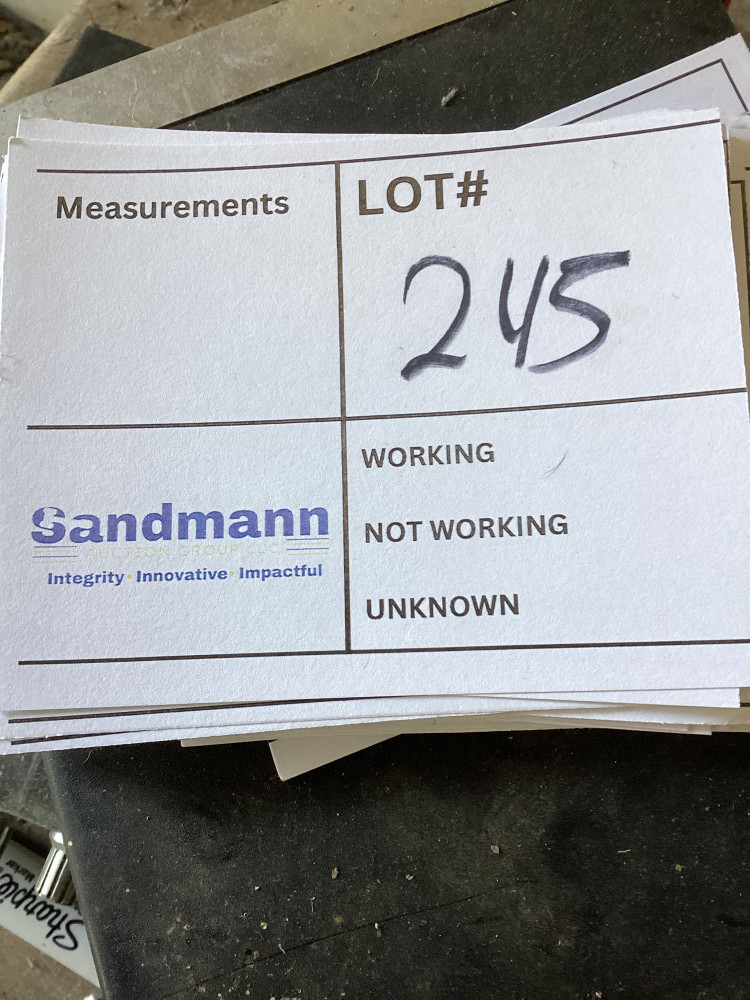 Measurements
LOT#
245
WORKING
NOT WORKING
UNKNOWN
Sandmann
AUCTION GROUP LLC
Integrity• Innovative• Impactful
Sharpie